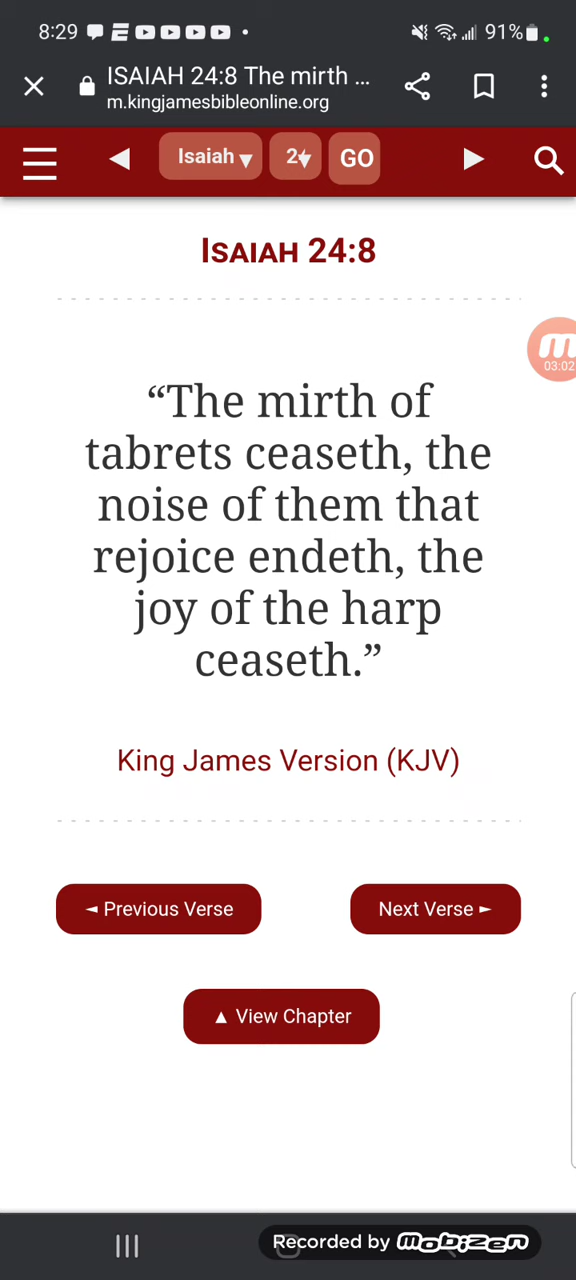 8:29 91%
ISAIAH 24:8 The mirth ...
m.kingjamesbibleonline.org
Isaiah 24 GO
ISAIAH 24:8
03:02
“The mirth of
tabrets ceaseth, the
noise of them that
rejoice endeth, the
joy of the harp
ceaseth.”
King James Version (KJV)
◄ Previous Verse Next Verse ►
▲ View Chapter
Recorded by Mobizen